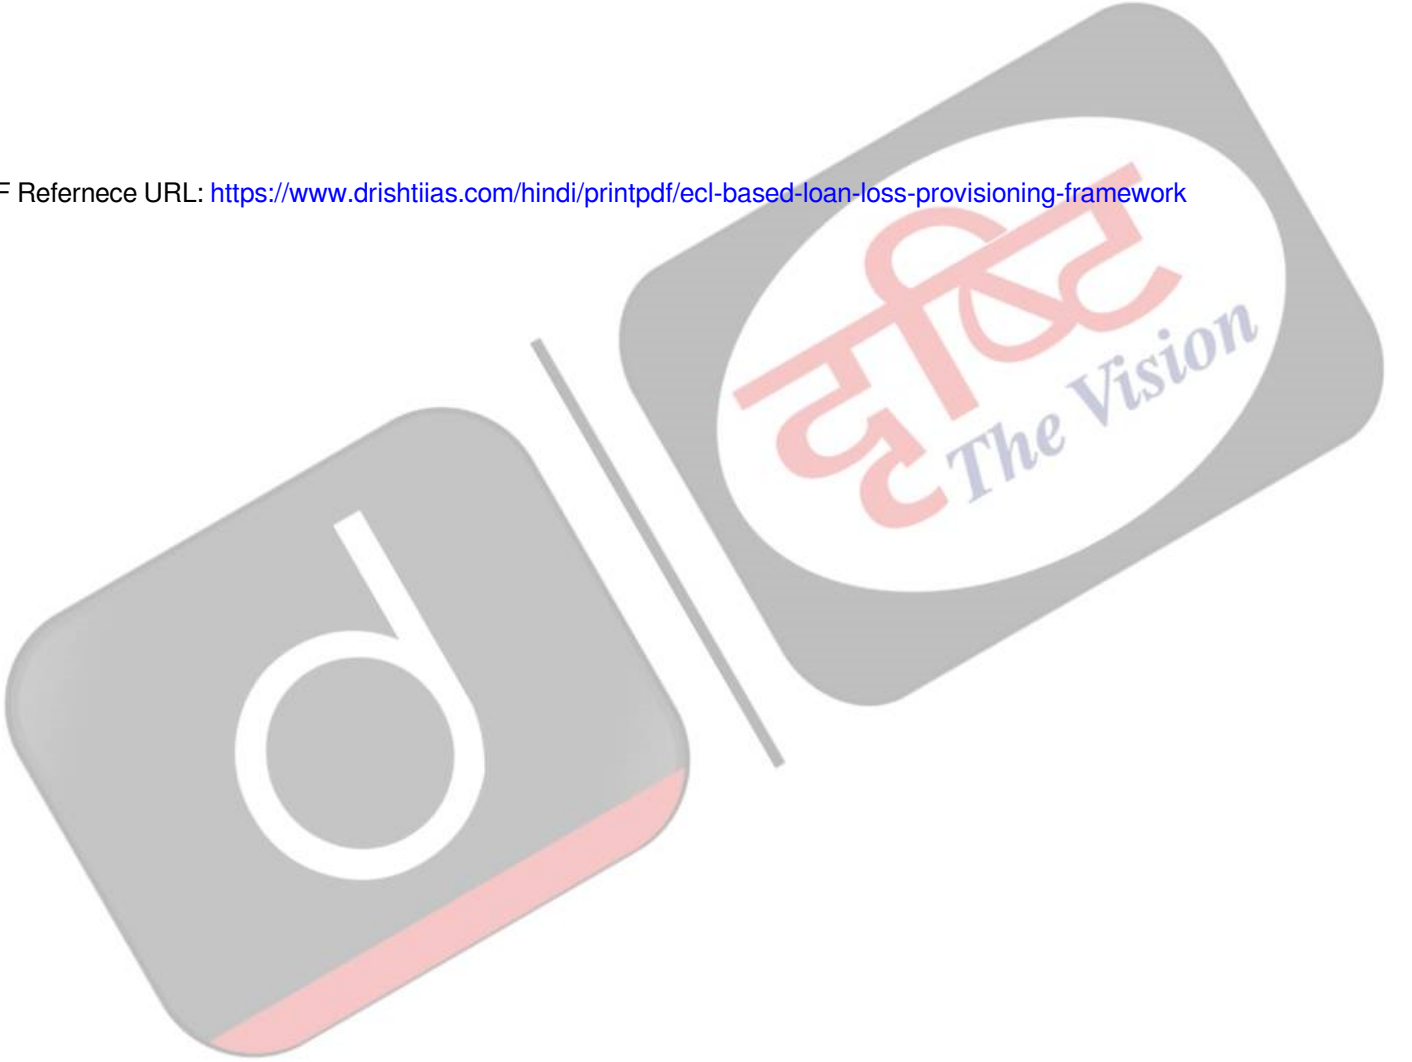 F Refernece URL: https://www.drishtiias.com/hindi/printpdf/ecl-based-loan-loss-provisioning-framework
दृष्टि
The Vision
d